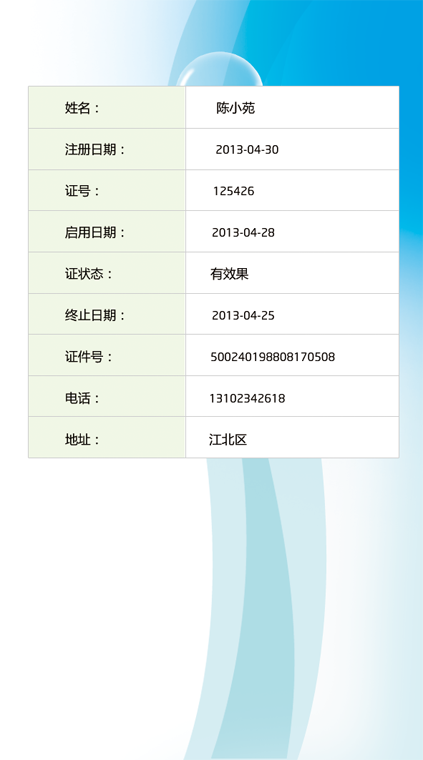 姓名： 陈小苑
注册日期： 2013-04-30
证号： 125426
启用日期： 2013-04-28
证状态： 有效果
终止日期： 2013-04-25
证件号： 500240198808170508
电话： 13102342618
地址： 江北区